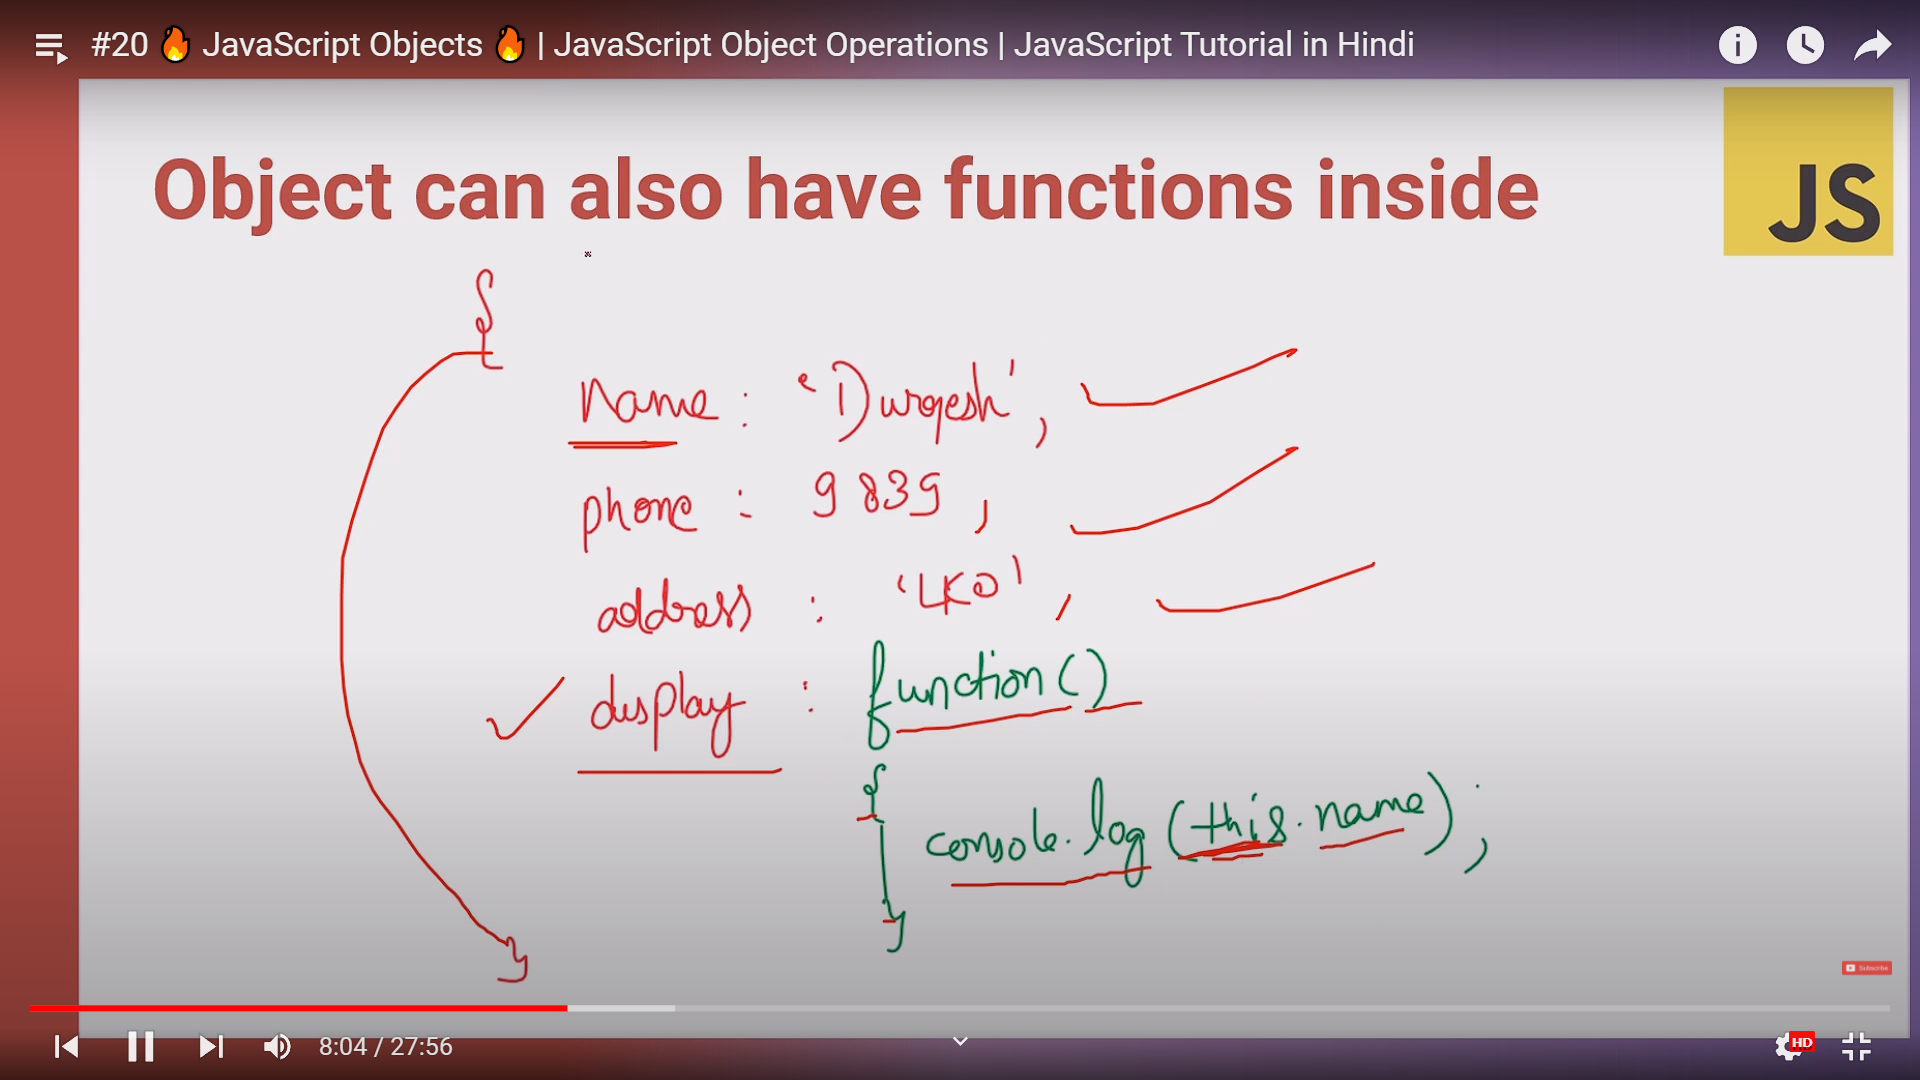 #20 🔥 JavaScript Objects 🔥 | JavaScript Object Operations | JavaScript Tutorial in Hindi
JS
Object can also have functions inside
{
Name : 'Durgesh',
phone : 9839,
address : 'LKO',
display : function()
{
console.log(this.name);
}
}
Subscribe
8:04 / 27:56
HD